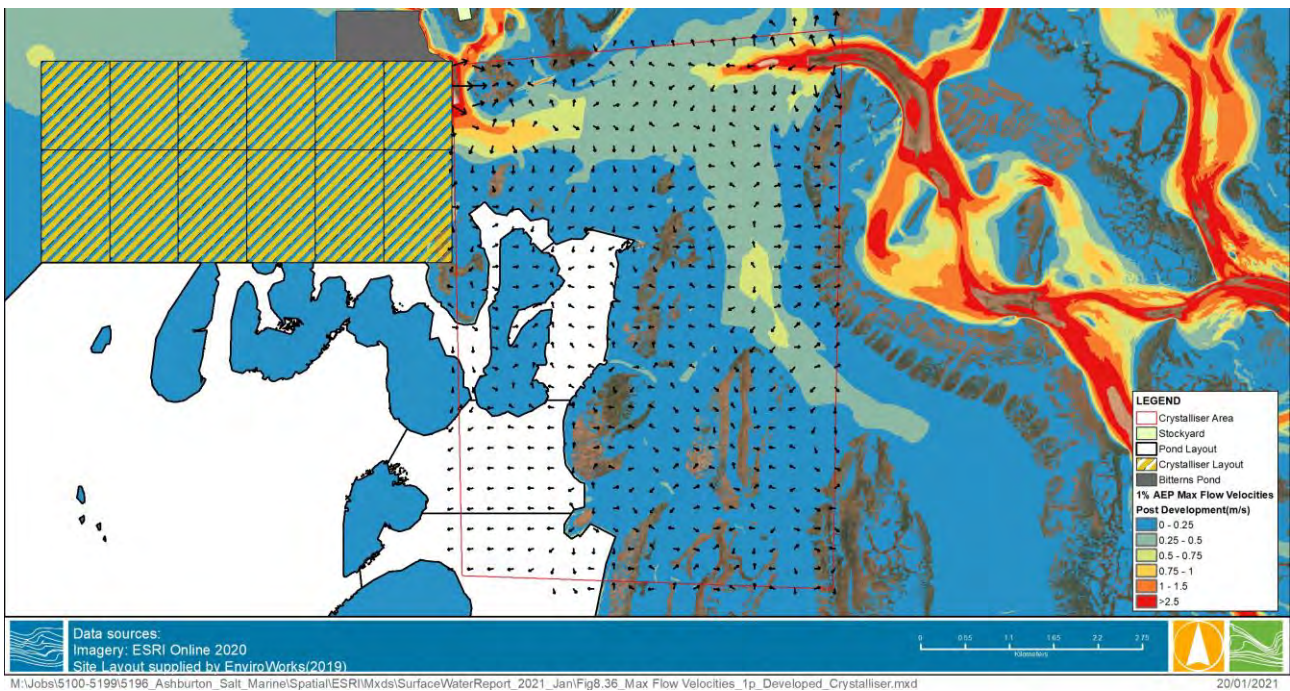 LEGEND
Crystalliser Area
Stockyard
Pond Layout
Crystalliser Layout
Bitterns Pond
1% AEP Max Flow Velocities
Post Development(m/s)
0 - 0.25
0.25 - 0.5
0.5 - 0.75
0.75 - 1
1 - 1.5
>2.5
Data sources:
Imagery: ESRI Online 2020
Site Layout supplied by EnviroWorks(2019)
0 0.55 1.1 1.65 2.2 2.75
Kilometers
M:\Jobs\5100-5199\5196_Ashburton_Salt_Marine\Spatial\ESRI\Mxds\SurfaceWaterReport_2021_Jan\Fig8.36_Max Flow Velocities_1p_Developed_Crystalliser.mxd
20/01/2021